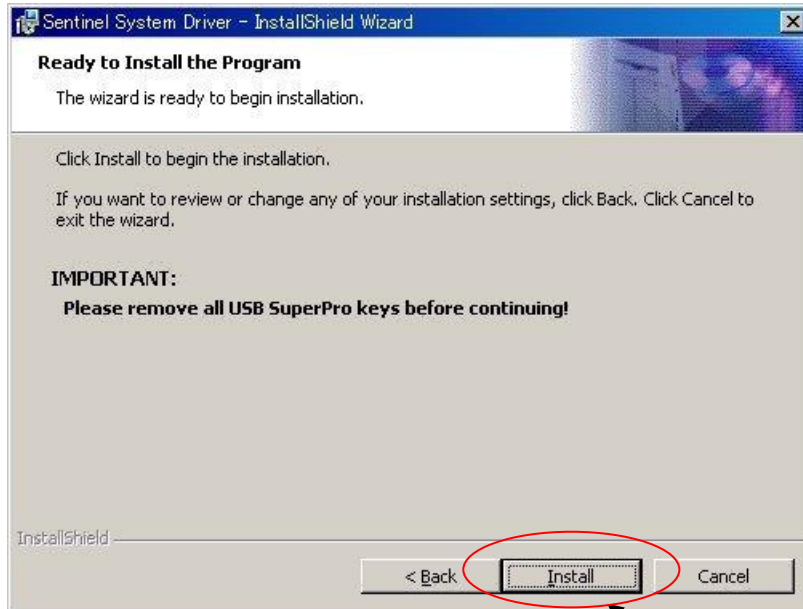 Sentinel System Driver - InstallShield Wizard
Ready to Install the Program
The wizard is ready to begin installation.
Click Install to begin the installation.
If you want to review or change any of your installation settings, click Back. Click Cancel to
exit the wizard.
IMPORTANT:
Please remove all USB SuperPro keys before continuing!
InstallShield
< Back
Install
Cancel